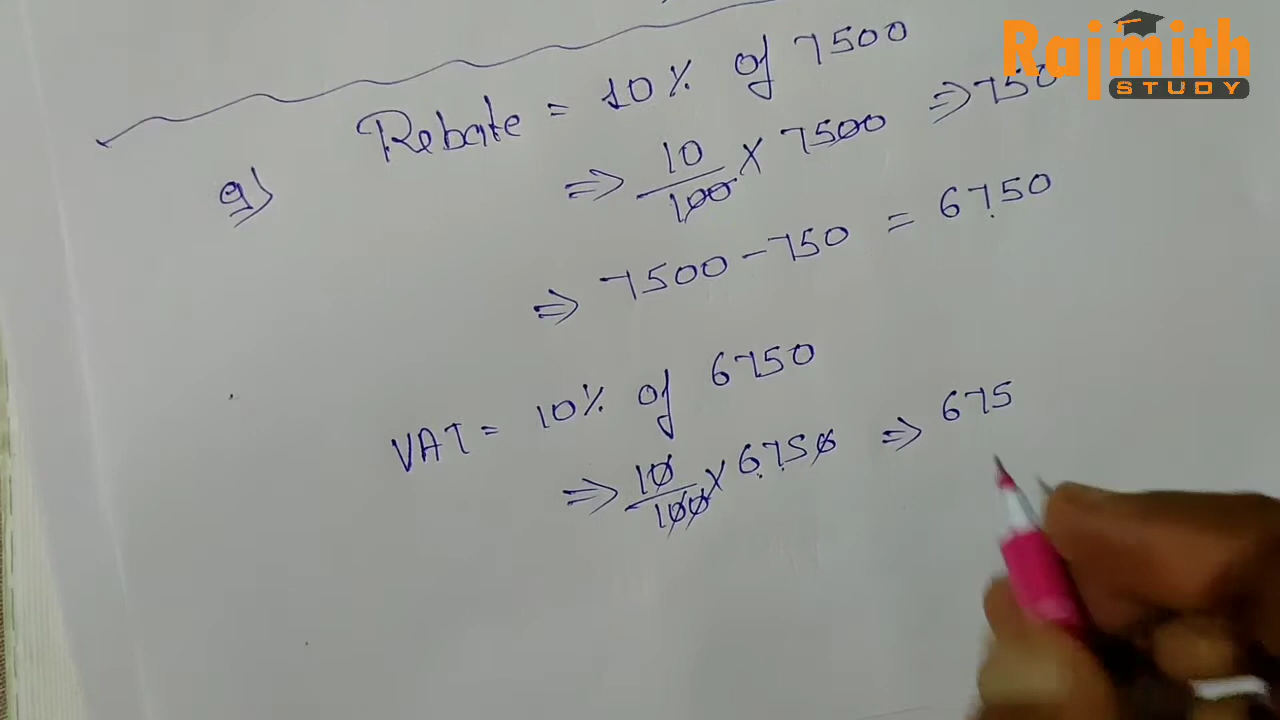 Rajmith
STUDY
Rebate = 10% of 7500
9)
⇒ 10/100 × 7500 ⇒ 750
⇒ 7500 - 750 = 6750
VAT = 10% of 6750
⇒ 10/100 × 6750 ⇒ 675